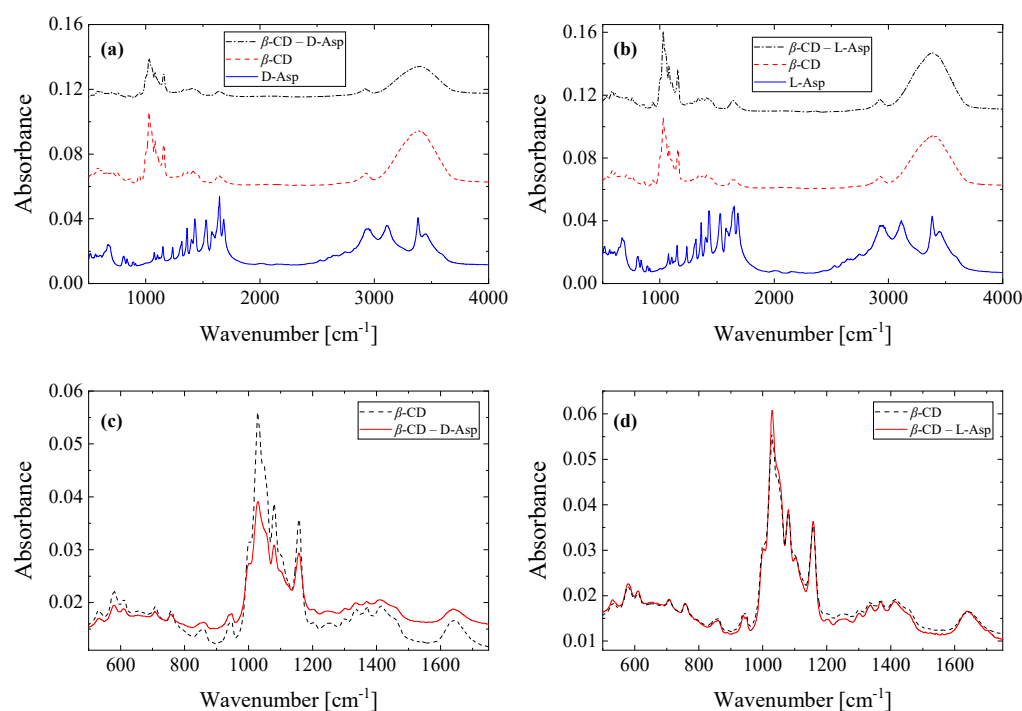 (a)
β-CD – D-Asp
β-CD
D-Asp
0.16
0.12
0.08
0.04
0.00
Absorbance
1000 2000 3000 4000
Wavenumber [cm-1]
(b)
β-CD – L-Asp
β-CD
L-Asp
0.16
0.12
0.08
0.04
0.00
Absorbance
1000 2000 3000 4000
Wavenumber [cm-1]
(c)
β-CD
β-CD – D-Asp
0.06
0.05
0.04
0.03
0.02
Absorbance
600 800 1000 1200 1400 1600
Wavenumber [cm-1]
(d)
β-CD
β-CD – L-Asp
0.06
0.05
0.04
0.03
0.02
0.01
Absorbance
600 800 1000 1200 1400 1600
Wavenumber [cm-1]